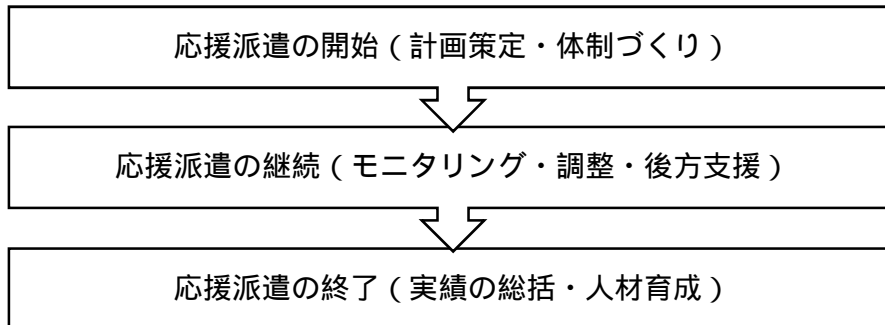 応援派遣の開始(計画策定・体制づくり)
応援派遣の継続(モニタリング・調整・後方支援)
応援派遣の終了(実績の総括・人材育成)